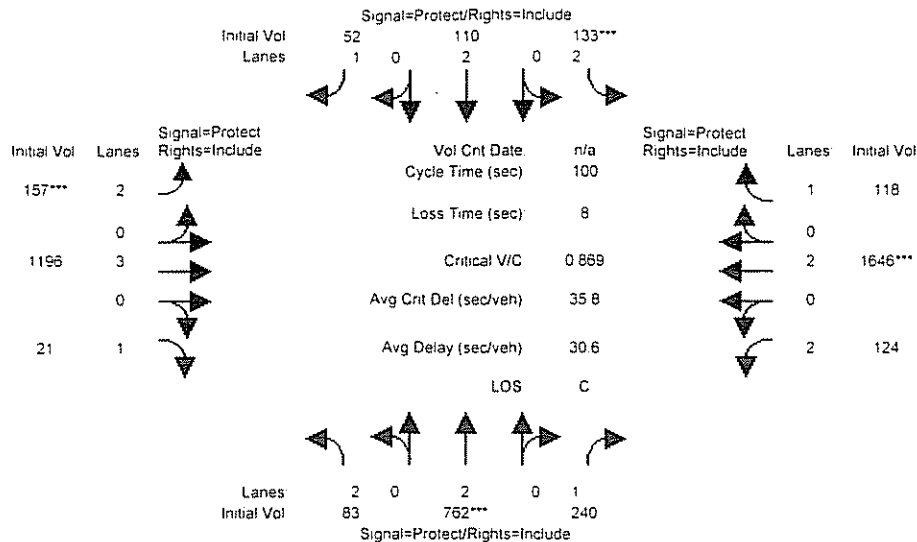 Signal=Protect/Rights=Include
Initial Vol 52 110 133***
Lanes 1 0 2 0 2
Signal=Protect
Initial Vol Lanes Rights=Include
Vol Cnt Date n/a
Signal=Protect
Rights=Include Lanes Initial Vol
Cycle Time (sec) 100
157*** 2
1 118
Loss Time (sec) 8
0
0
1196 3
Critical V/C 0 869
2 1646***
0
Avg Crit Del (sec/veh) 35 8
0
21 1
Avg Delay (sec/veh) 30.6
2 124
LOS C
Lanes 2 0 2 0 1
Initial Vol 83 762*** 240
Signal=Protect/Rights=Include